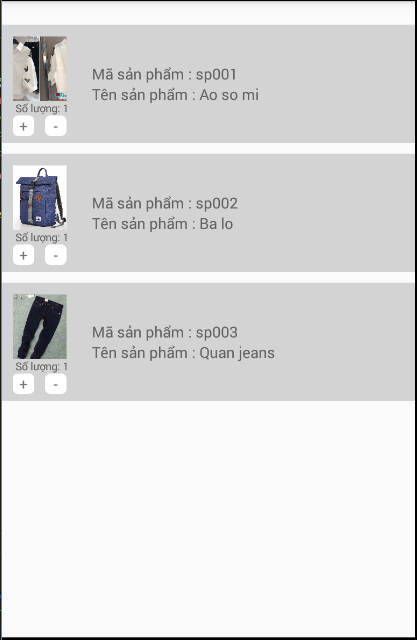 Mã sản phẩm : sp001
Tên sản phẩm : Ao so mi
Số lượng: 1
+ -
Mã sản phẩm : sp002
Tên sản phẩm : Ba lo
Số lượng: 1
+ -
Mã sản phẩm : sp003
Tên sản phẩm : Quan jeans
Số lượng: 1
+ -